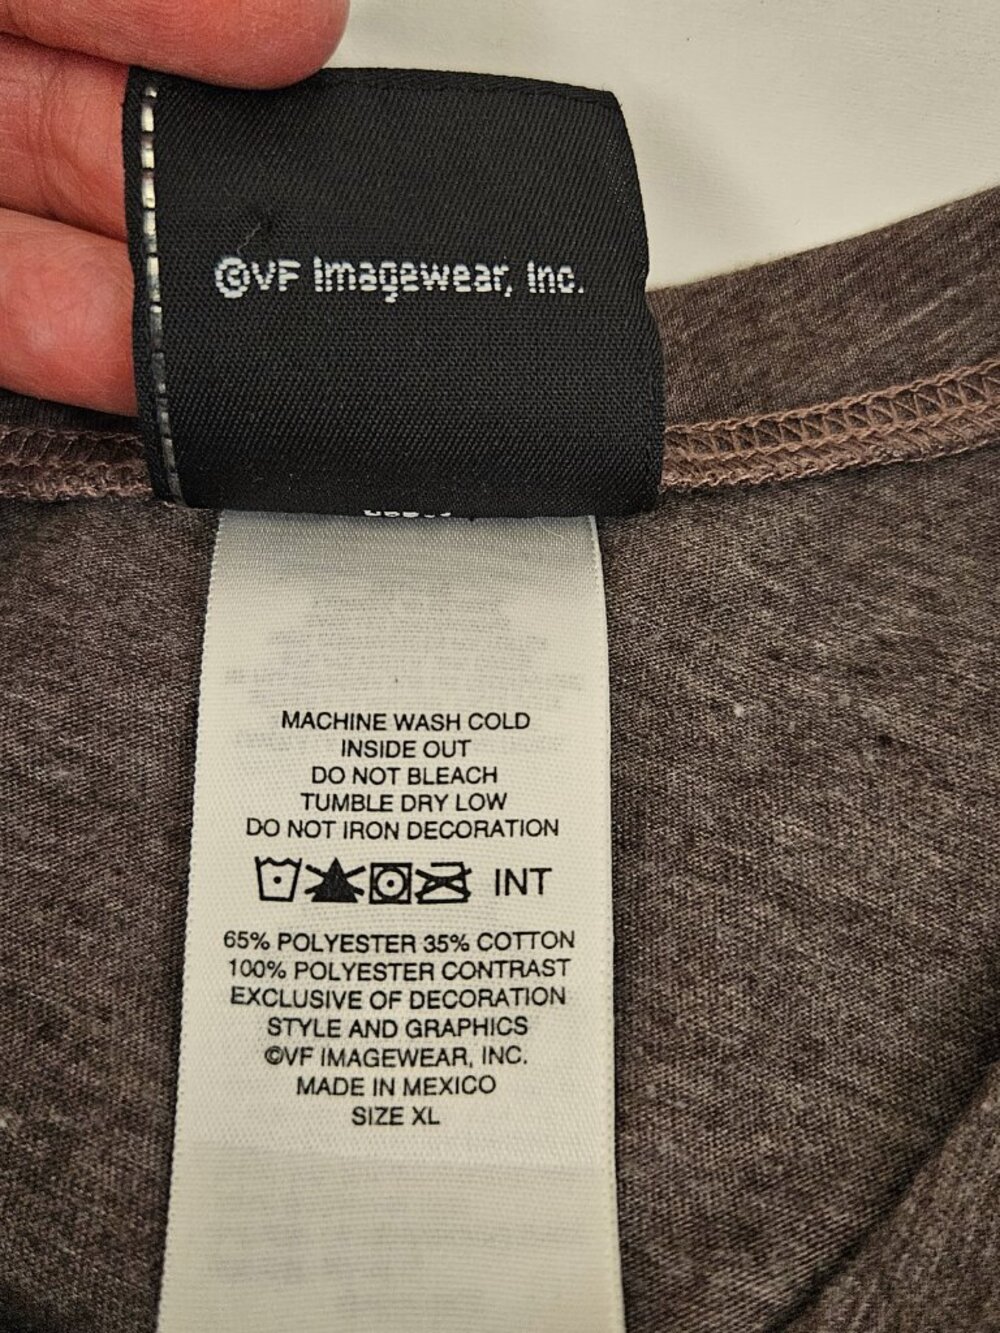 ©VF Imagewear, Inc.
MACHINE WASH COLD
INSIDE OUT
DO NOT BLEACH
TUMBLE DRY LOW
DO NOT IRON DECORATION
INT
65% POLYESTER 35% COTTON
100% POLYESTER CONTRAST
EXCLUSIVE OF DECORATION
STYLE AND GRAPHICS
©VF IMAGEWEAR, INC.
MADE IN MEXICO
SIZE XL